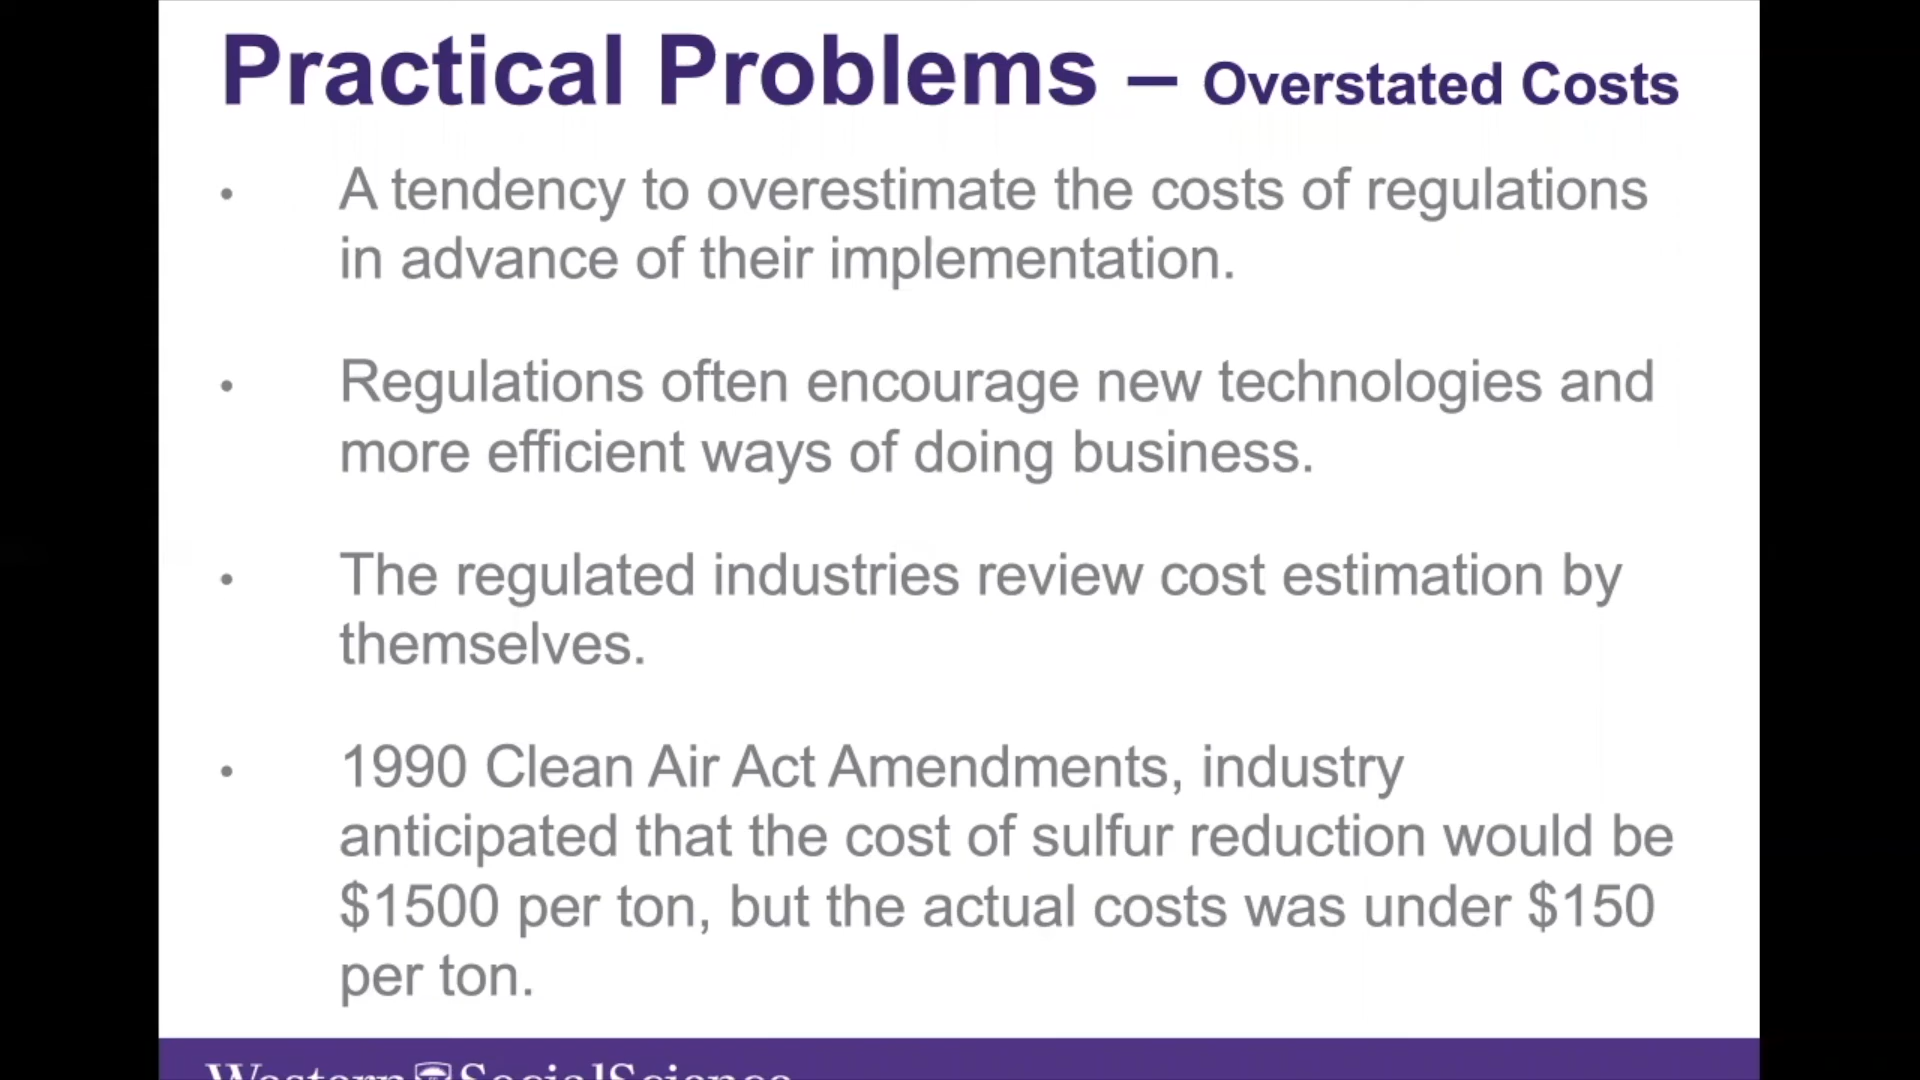 Practical Problems – Overstated Costs
• A tendency to overestimate the costs of regulations
in advance of their implementation.
• Regulations often encourage new technologies and
more efficient ways of doing business.
• The regulated industries review cost estimation by
themselves.
• 1990 Clean Air Act Amendments, industry
anticipated that the cost of sulfur reduction would be
$1500 per ton, but the actual costs was under $150
per ton.
Western SocialScience